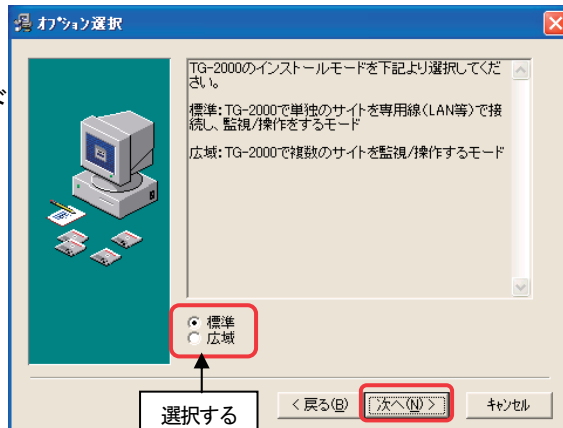 オプション選択
ド
TG-2000のインストールモードを下記より選択してくだ
さい。
標準：TG-2000で単独のサイトを専用線（LAN等）で接
続し、監視/操作をするモード
広域：TG-2000で複数のサイトを監視/操作するモード
標準
広域
選択する
< 戻る(B)
次へ(N) >
キャンセル